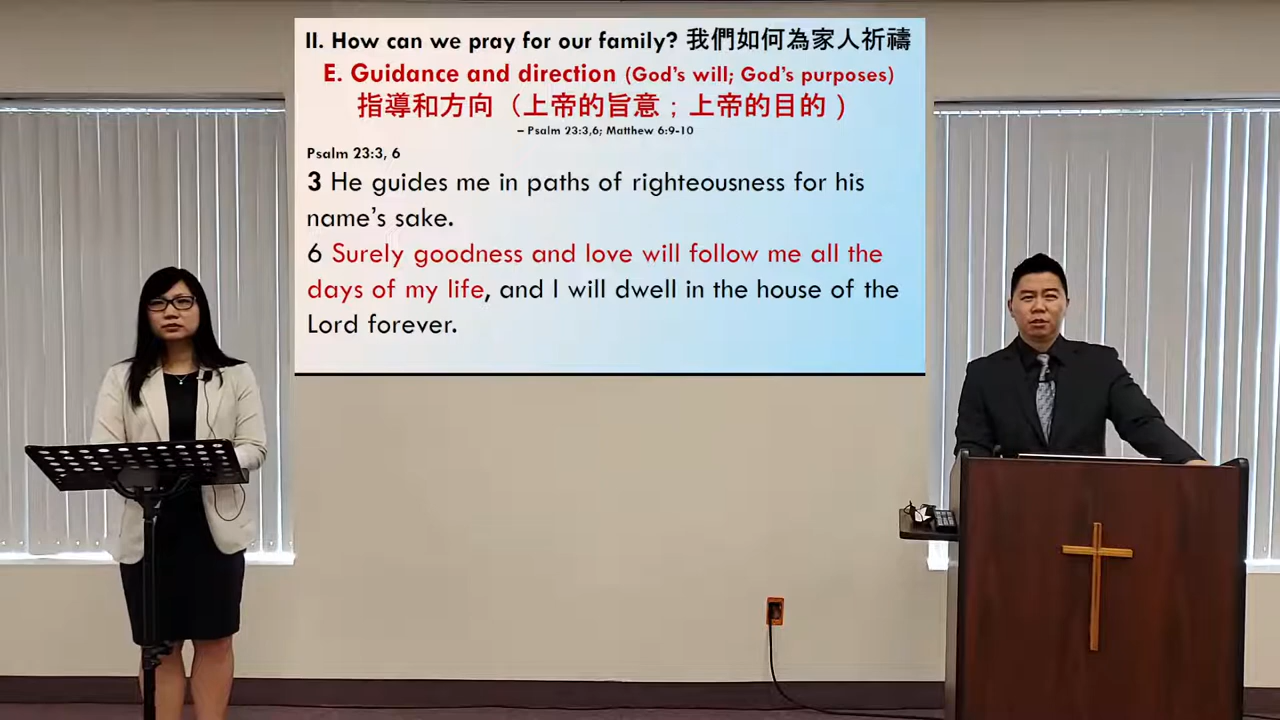 II. How can we pray for our family? 我們如何為家人祈禱
E. Guidance and direction (God's will; God's purposes)
指導和方向（上帝的旨意；上帝的目的）
– Psalm 23:3,6; Matthew 6:9-10
Psalm 23:3, 6
3 He guides me in paths of righteousness for his
name's sake.
6 Surely goodness and love will follow me all the
days of my life, and I will dwell in the house of the
Lord forever.